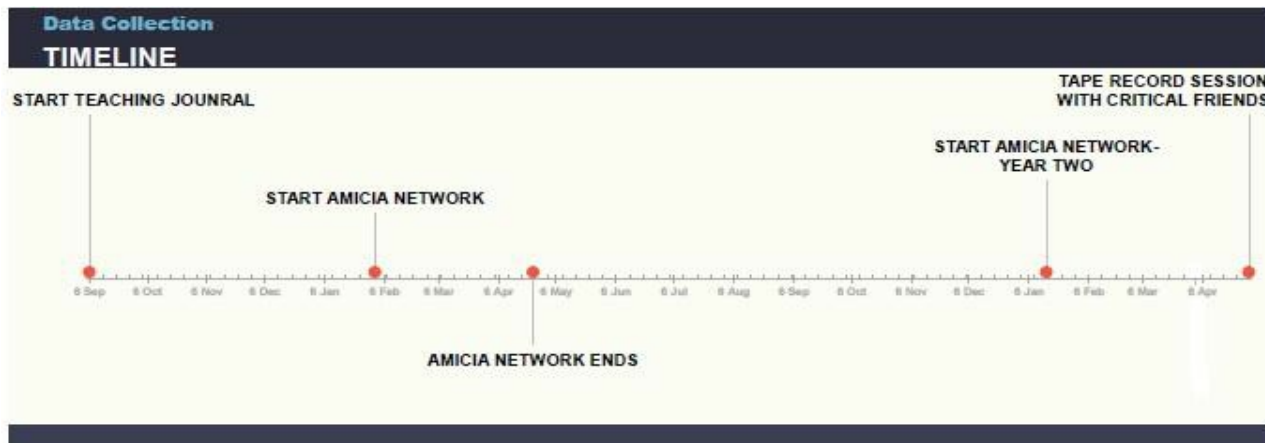 Data Collection
TIMELINE
START TEACHING JOUNRAL
TAPE RECORD SESSION
WITH CRITICAL FRIENDS
START AMICIA NETWORK-
YEAR TWO
START AMICIA NETWORK
6 Sep 6 Oct 6 Nov 6 Dec 6 Jan 6 Feb 6 Mar 6 Apr 6 May 6 Jun 6 Jul 6 Aug 6 Sep 6 Oct 6 Nov 6 Dec 6 Jan 6 Feb 6 Mar 6 Apr
AMICIA NETWORK ENDS